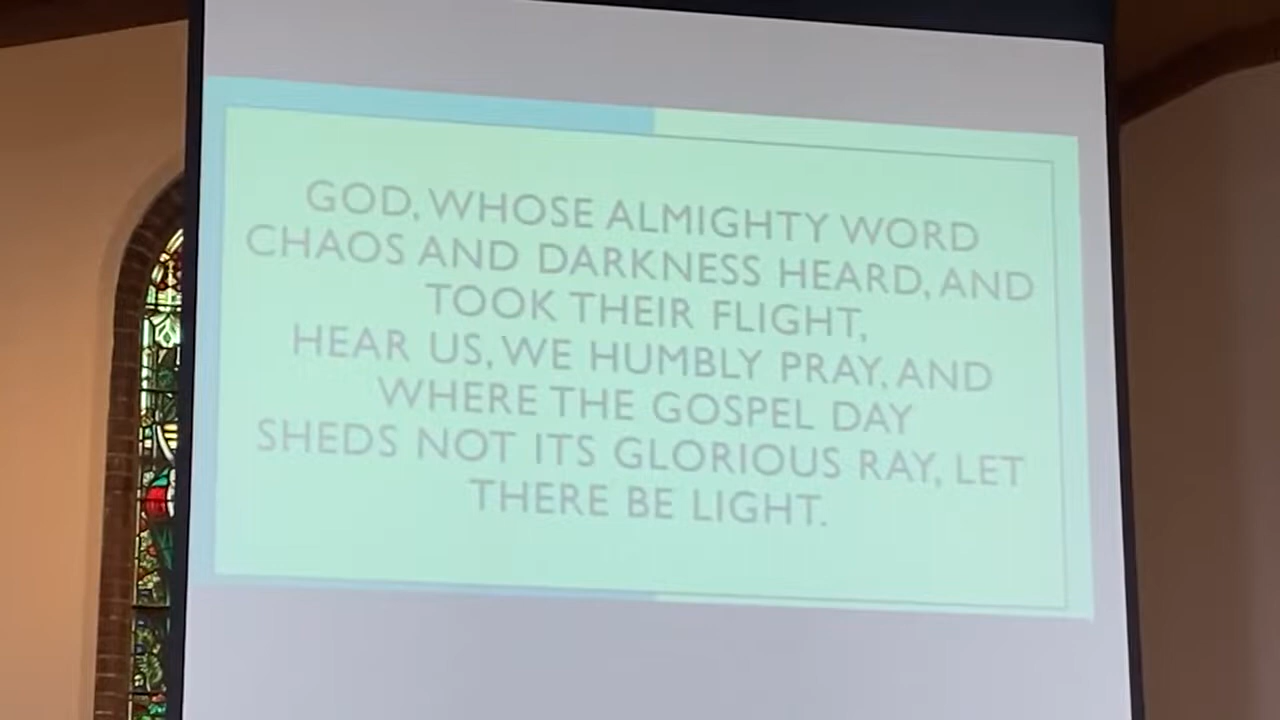 GOD, WHOSE ALMIGHTY WORD
CHAOS AND DARKNESS HEARD, AND
TOOK THEIR FLIGHT,
HEAR US, WE HUMBLY PRAY, AND
WHERE THE GOSPEL DAY
SHEDS NOT ITS GLORIOUS RAY, LET
THERE BE LIGHT.